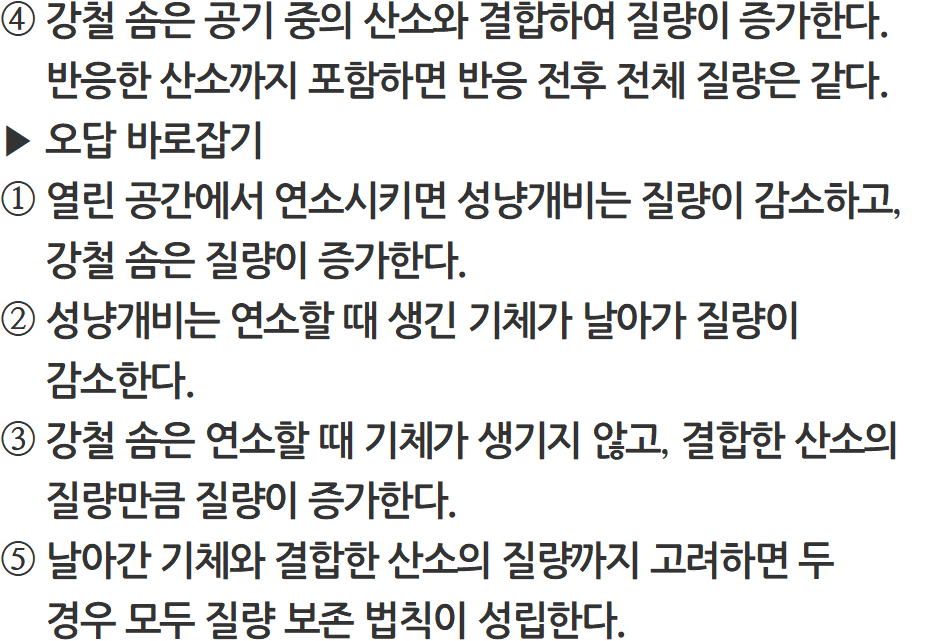 ④ 강철 솜은 공기 중의 산소와 결합하여 질량이 증가한다.
반응한 산소까지 포함하면 반응 전후 전체 질량은 같다.
▶ 오답 바로잡기
① 열린 공간에서 연소시키면 성냥개비는 질량이 감소하고,
강철 솜은 질량이 증가한다.
② 성냥개비는 연소할 때 생긴 기체가 날아가 질량이
감소한다.
③ 강철 솜은 연소할 때 기체가 생기지 않고, 결합한 산소의
질량만큼 질량이 증가한다.
⑤ 날아간 기체와 결합한 산소의 질량까지 고려하면 두
경우 모두 질량 보존 법칙이 성립한다.